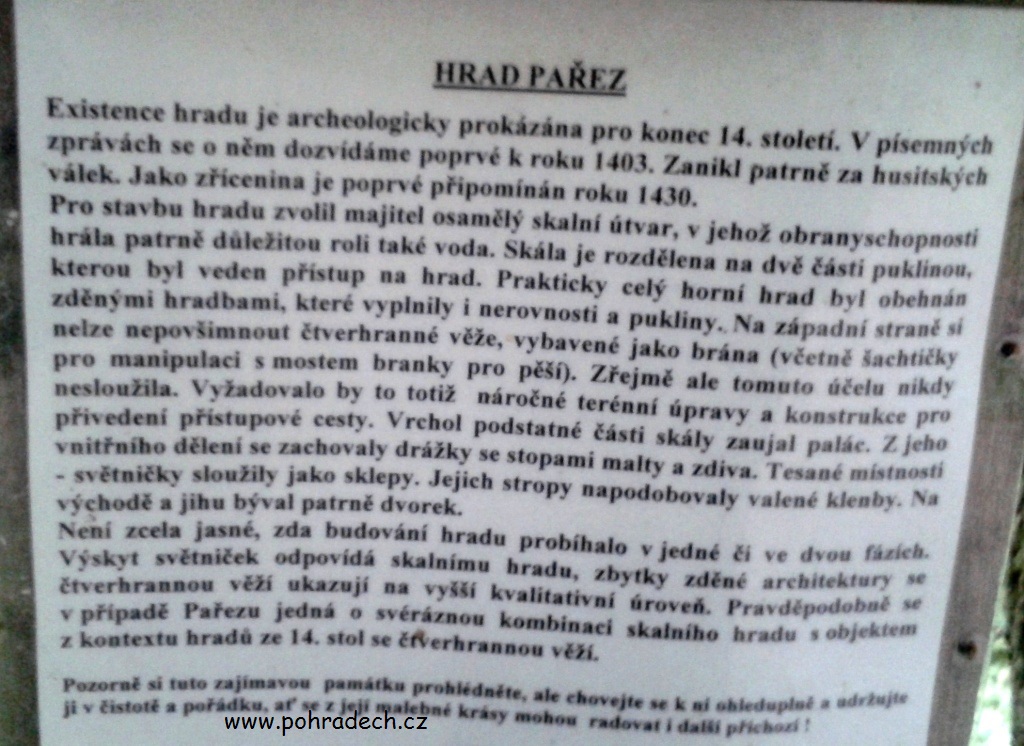 HRAD PAŘEZ
Existence hradu je archeologicky prokázána pro konec 14. století. V písemných
zprávách se o něm dozvídáme poprvé k roku 1403. Zanikl patrně za husitských
válek. Jako zřícenina je poprvé připomínán roku 1430.
Pro stavbu hradu zvolil majitel osamělý skalní útvar, v jehož obranyschopnosti
hrála patrně důležitou roli také voda. Skála je rozdělena na dvě části puklinou,
kterou byl veden přístup na hrad. Prakticky celý horní hrad byl obehnán
zděnými hradbami, které vyplnily i nerovnosti a pukliny. Na západní straně si
nelze nepovšimnout čtverhranné věže, vybavené jako brána (včetně šachtičky
pro manipulaci s mostem branky pro pěší). Zřejmě ale tomuto účelu nikdy
nesloužila. Vyžadovalo by to totiž náročné terénní úpravy a konstrukce pro
přivedení přístupové cesty. Vrchol podstatné části skály zaujal palác. Z jeho
vnitřního dělení se zachovaly drážky se stopami malty a zdiva. Tesané místnosti
- světničky sloužily jako sklepy. Jejich stropy napodobovaly valené klenby. Na
východě a jihu býval patrně dvorek.
Není zcela jasné, zda budování hradu probíhalo v jedné či ve dvou fázích.
Výskyt světniček odpovídá skalnímu hradu, zbytky zděné architektury se
čtverhrannou věží ukazují na vyšší kvalitativní úroveň. Pravděpodobně se
v případě Pařezu jedná o svéráznou kombinaci skalního hradu s objektem
z kontextu hradů ze 14. stol se čtverhrannou věží.
Pozorně si tuto zajímavou památku prohlédněte, ale chovejte se k ní ohleduplně a udržujte
ji v čistotě a pořádku, ať se z její malebné krásy mohou radovat i další příchozí !
www.pohradech.cz